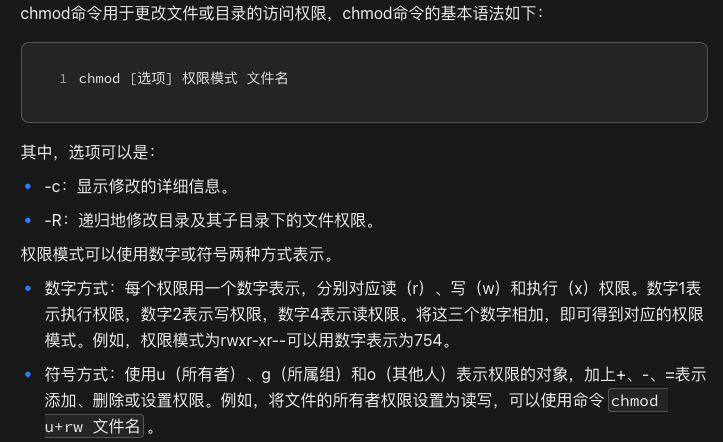 chmod命令用于更改文件或目录的访问权限，chmod命令的基本语法如下：
1 chmod [选项] 权限模式 文件名
其中，选项可以是：
-c：显示修改的详细信息。
-R：递归地修改目录及其子目录下的文件权限。
权限模式可以使用数字或符号两种方式表示。
数字方式：每个权限用一个数字表示，分别对应读（r）、写（w）和执行（x）权限。数字1表
示执行权限，数字2表示写权限，数字4表示读权限。将这三个数字相加，即可得到对应的权限
模式。例如，权限模式为rwxr-xr--可以用数字表示为754。
符号方式：使用u（所有者）、g（所属组）和o（其他人）表示权限的对象，加上+、-、=表示
添加、删除或设置权限。例如，将文件的所有者权限设置为读写，可以使用命令 chmod
u+rw 文件名 。